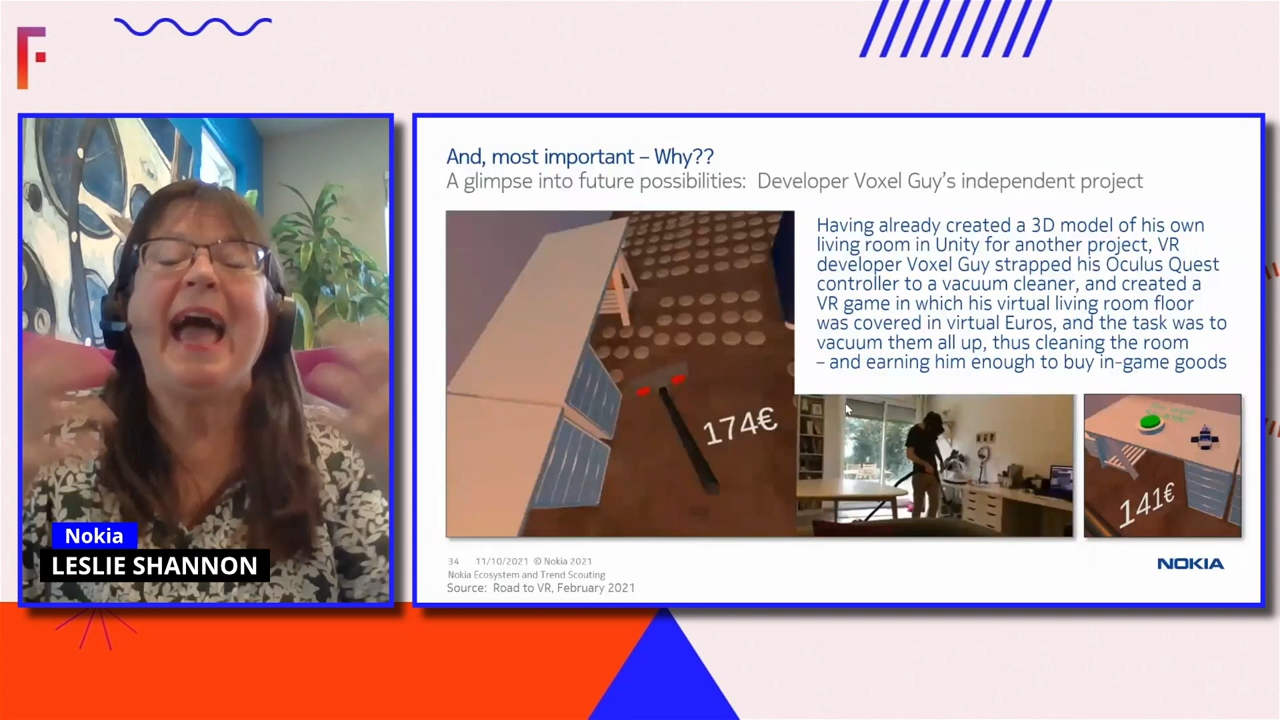 F
Nokia
LESLIE SHANNON
And, most important – Why??
A glimpse into future possibilities: Developer Voxel Guy's independent project
Having already created a 3D model of his own
living room in Unity for another project, VR
developer Voxel Guy strapped his Oculus Quest
controller to a vacuum cleaner, and created a
VR game in which his virtual living room floor
was covered in virtual Euros, and the task was to
vacuum them all up, thus cleaning the room
– and earning him enough to buy in-game goods
174€
141€
34 11/10/2021 © Nokia 2021
Nokia Ecosystem and Trend Scouting
Source: Road to VR, February 2021
NOKIA